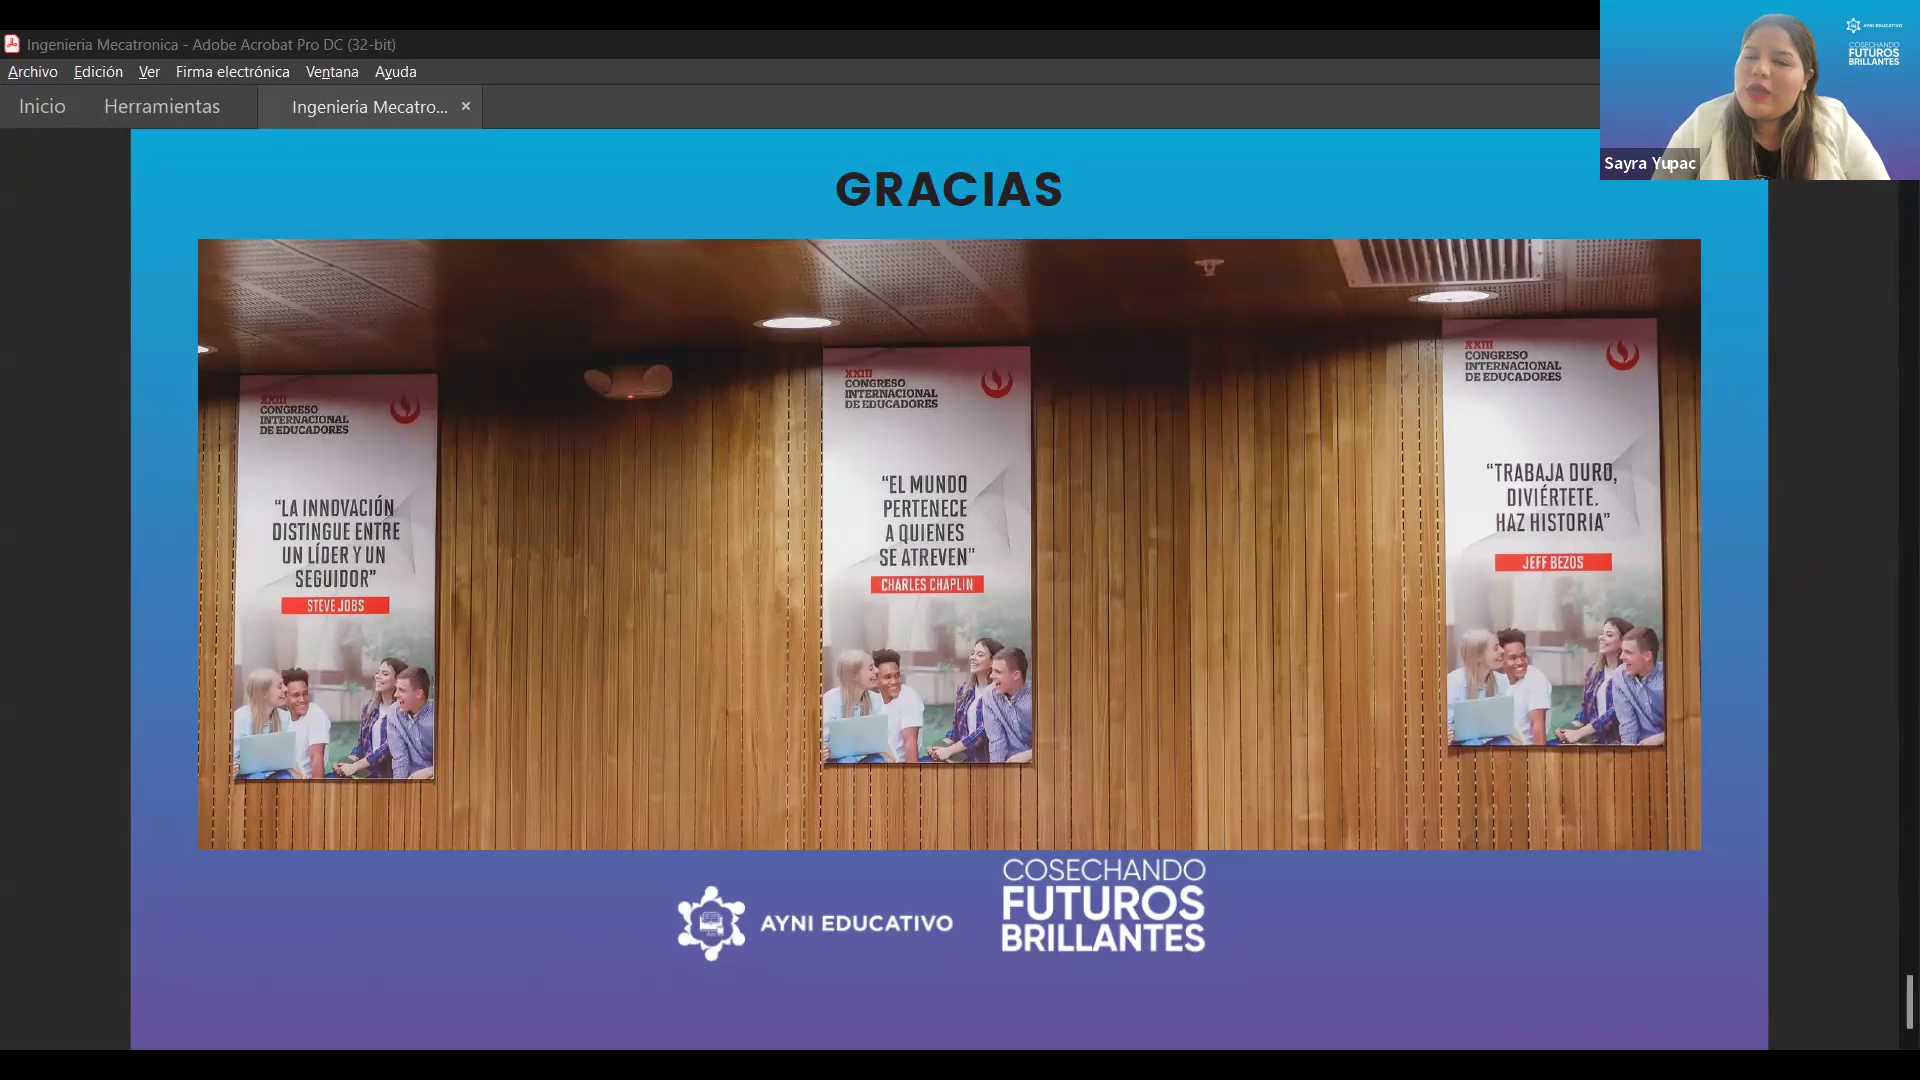 Ingenieria Mecatronica - Adobe Acrobat Pro DC (32-bit)
Archivo Edición Ver Firma electrónica Ventana Ayuda
Inicio Herramientas Ingenieria Mecatro... ×
AYNI EDUCATIVO
COSECHANDO
FUTUROS
BRILLANTES
Sayra Yupac
GRACIAS
XXIII
CONGRESO
INTERNACIONAL
DE EDUCADORES
“LA INNOVACIÓN
DISTINGUE ENTRE
UN LÍDER Y UN
SEGUIDOR”
STEVE JOBS
XXIII
CONGRESO
INTERNACIONAL
DE EDUCADORES
“EL MUNDO
PERTENECE
A QUIENES
SE ATREVEN”
CHARLES CHAPLIN
XXIII
CONGRESO
INTERNACIONAL
DE EDUCADORES
“TRABAJA DURO,
DIVIÉRTETE.
HAZ HISTORIA”
JEFF BEZOS
AYNI EDUCATIVO
COSECHANDO
FUTUROS
BRILLANTES